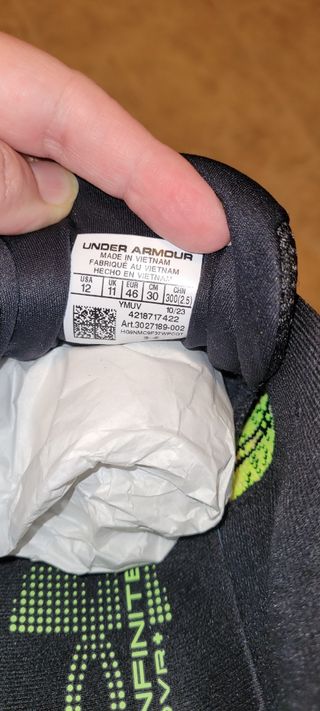 UNDER ARMOUR
MADE IN VIETNAM
FABRIQUÉ AU VIETNAM
HECHO EN VIETNAM
USA UK EUR CM CHN
12 11 46 30 300(2.5)
YMUV 10/23
4218717422
Art.3027189-002
INFINITE